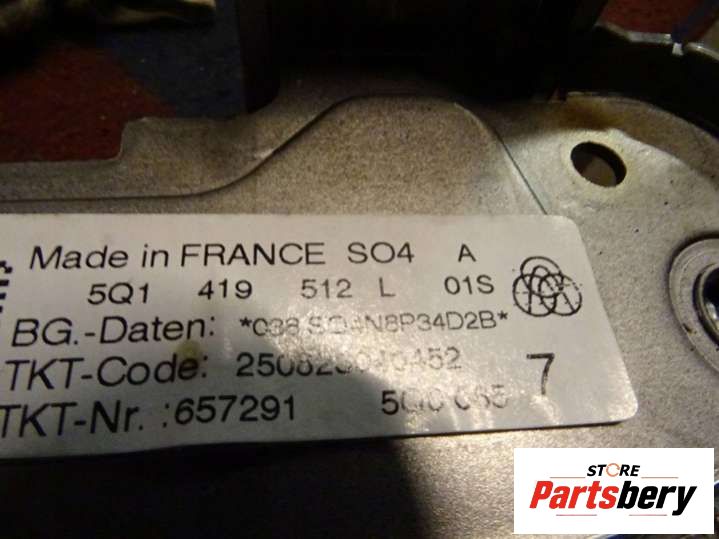 Made in FRANCE SO4 A
5Q1 419 512 L 01S
BG.-Daten:
TKT-Code:
TKT-Nr. :657291 7
STORE
Partsbery